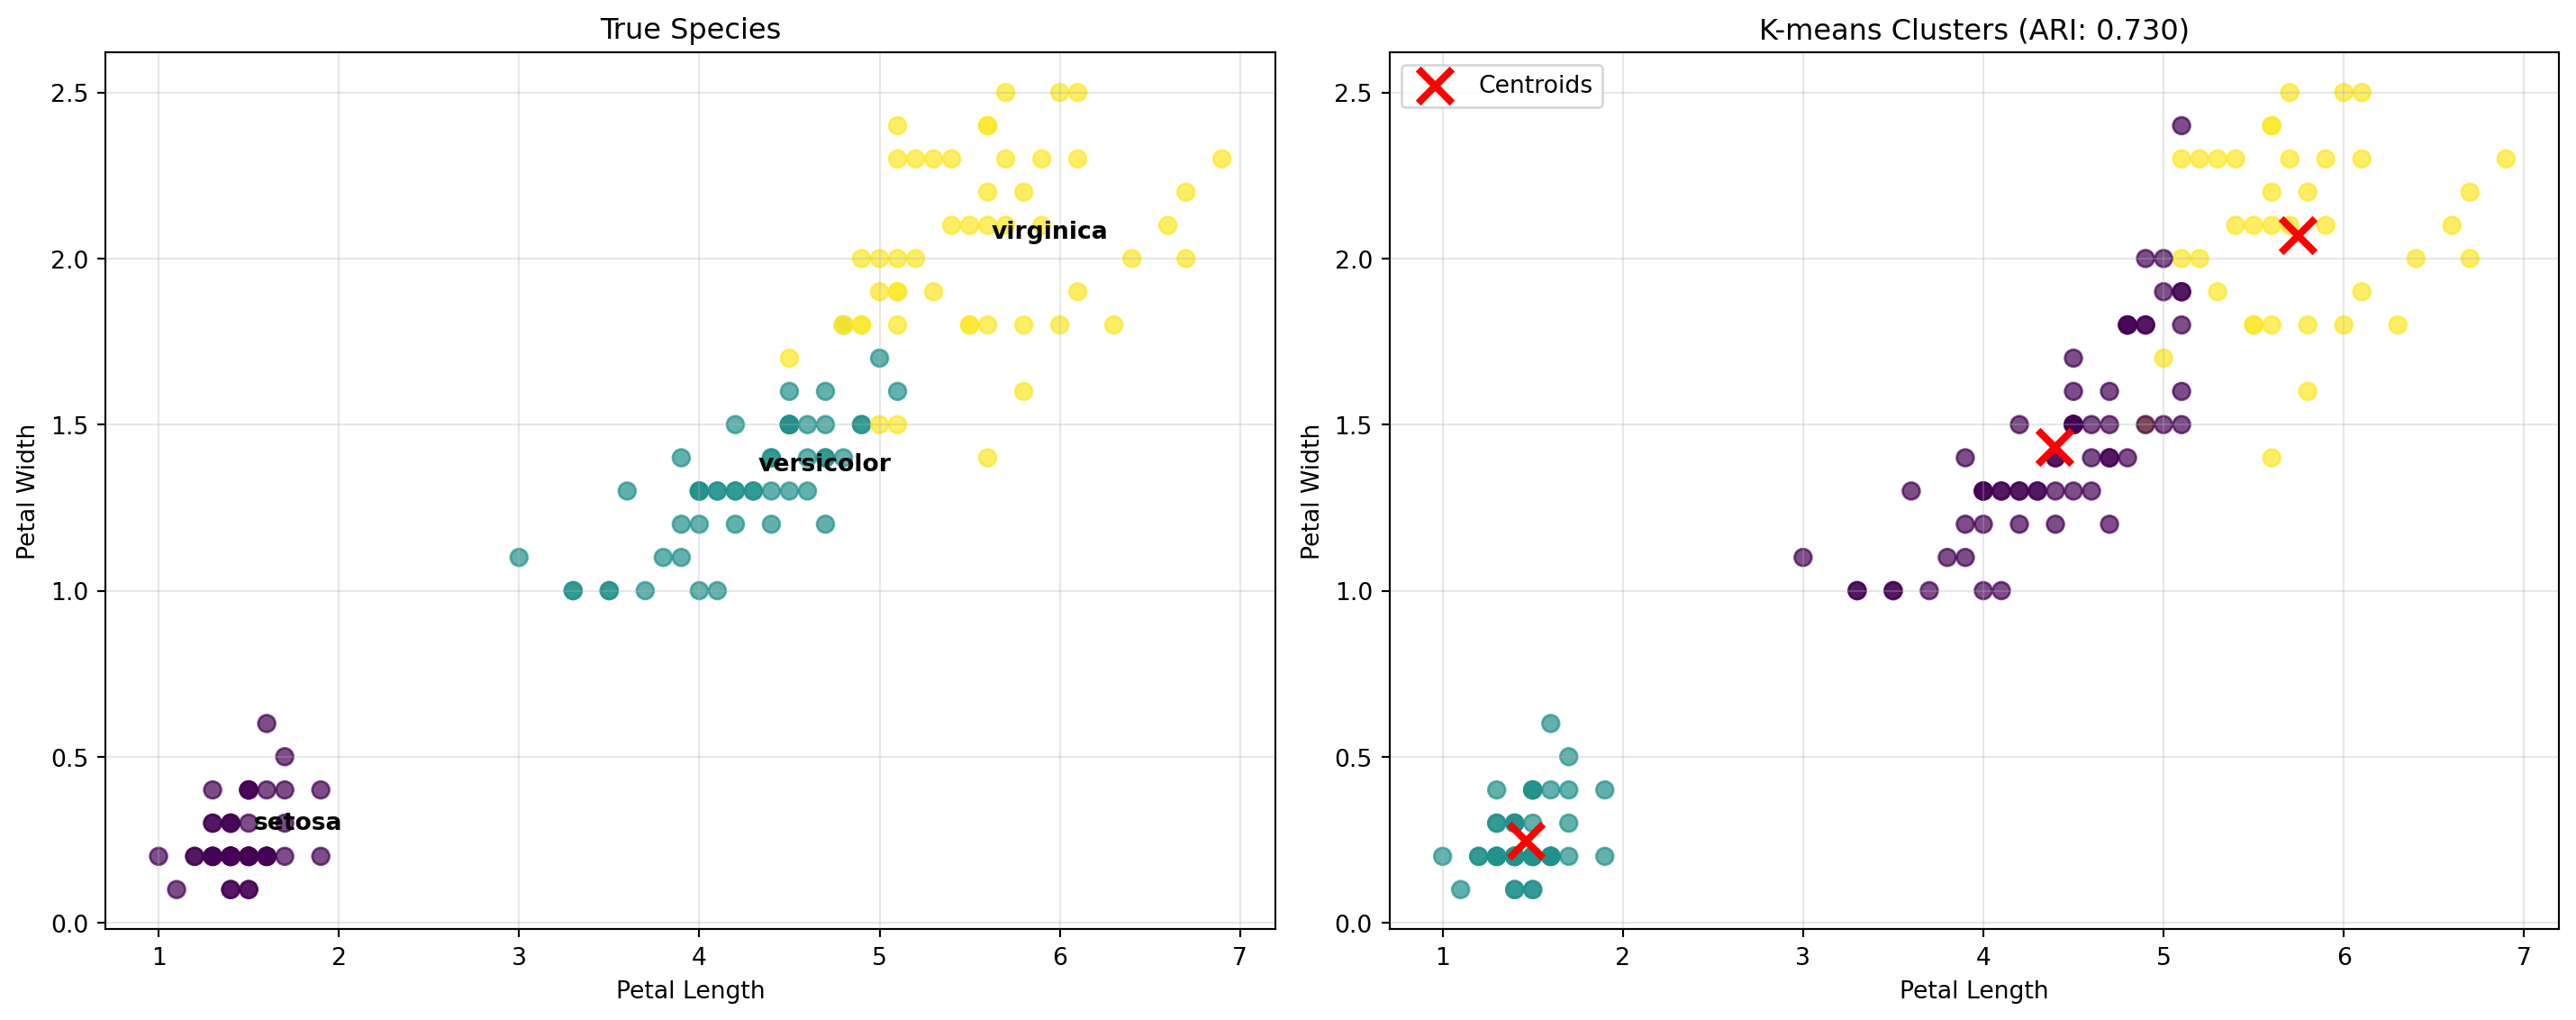 True Species
2.5
2.0
1.5
1.0
0.5
0.0
Petal Width
virginica
versicolor
setosa
1 2 3 4 5 6 7
Petal Length
K-means Clusters (ARI: 0.730)
Centroids
2.5
2.0
1.5
1.0
0.5
0.0
Petal Width
1 2 3 4 5 6 7
Petal Length